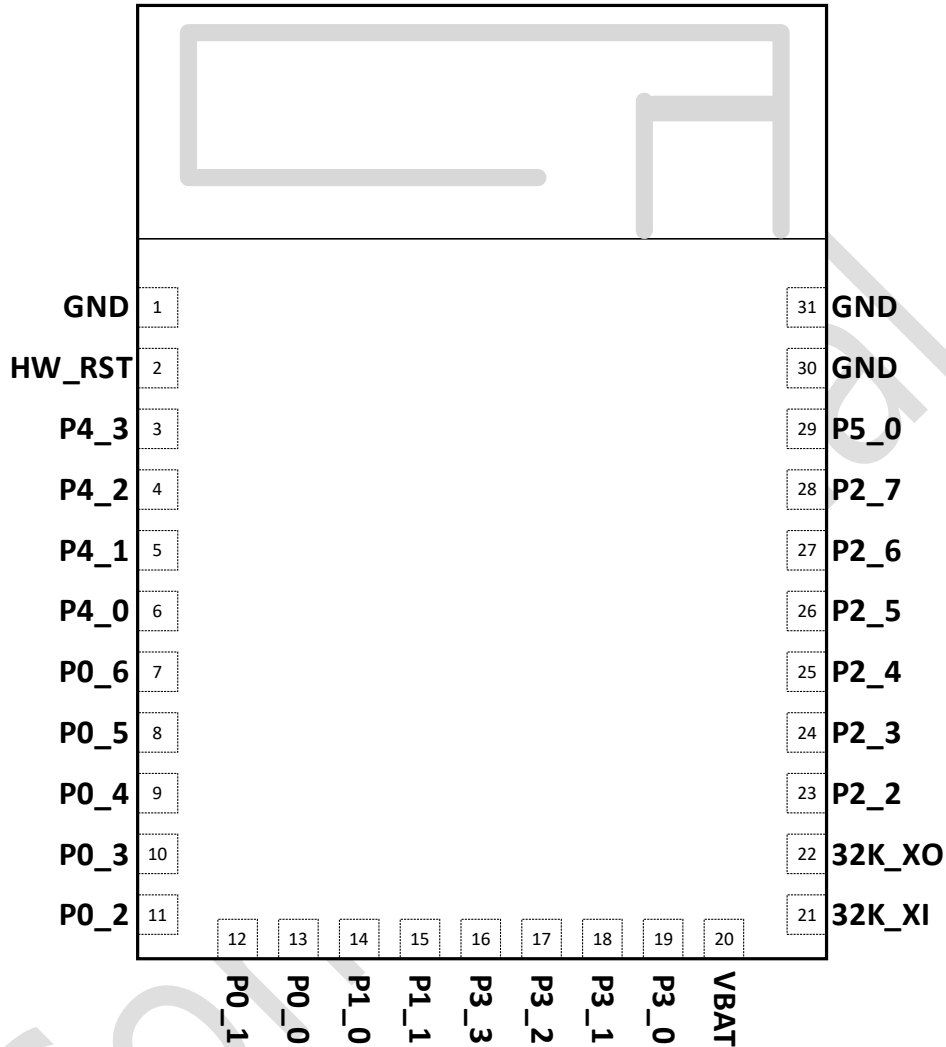 GND 1 31 GND
HW_RST 2 30 GND
P4_3 3 29 P5_0
P4_2 4 28 P2_7
P4_1 5 27 P2_6
P4_0 6 26 P2_5
P0_6 7 25 P2_4
P0_5 8 24 P2_3
P0_4 9 23 P2_2
P0_3 10 22 32K_XO
P0_2 11 21 32K_XI
12 13 14 15 16 17 18 19 20
P0_1 P0_0 P1_0 P1_1 P3_3 P3_2 P3_1 P3_0 VBAT